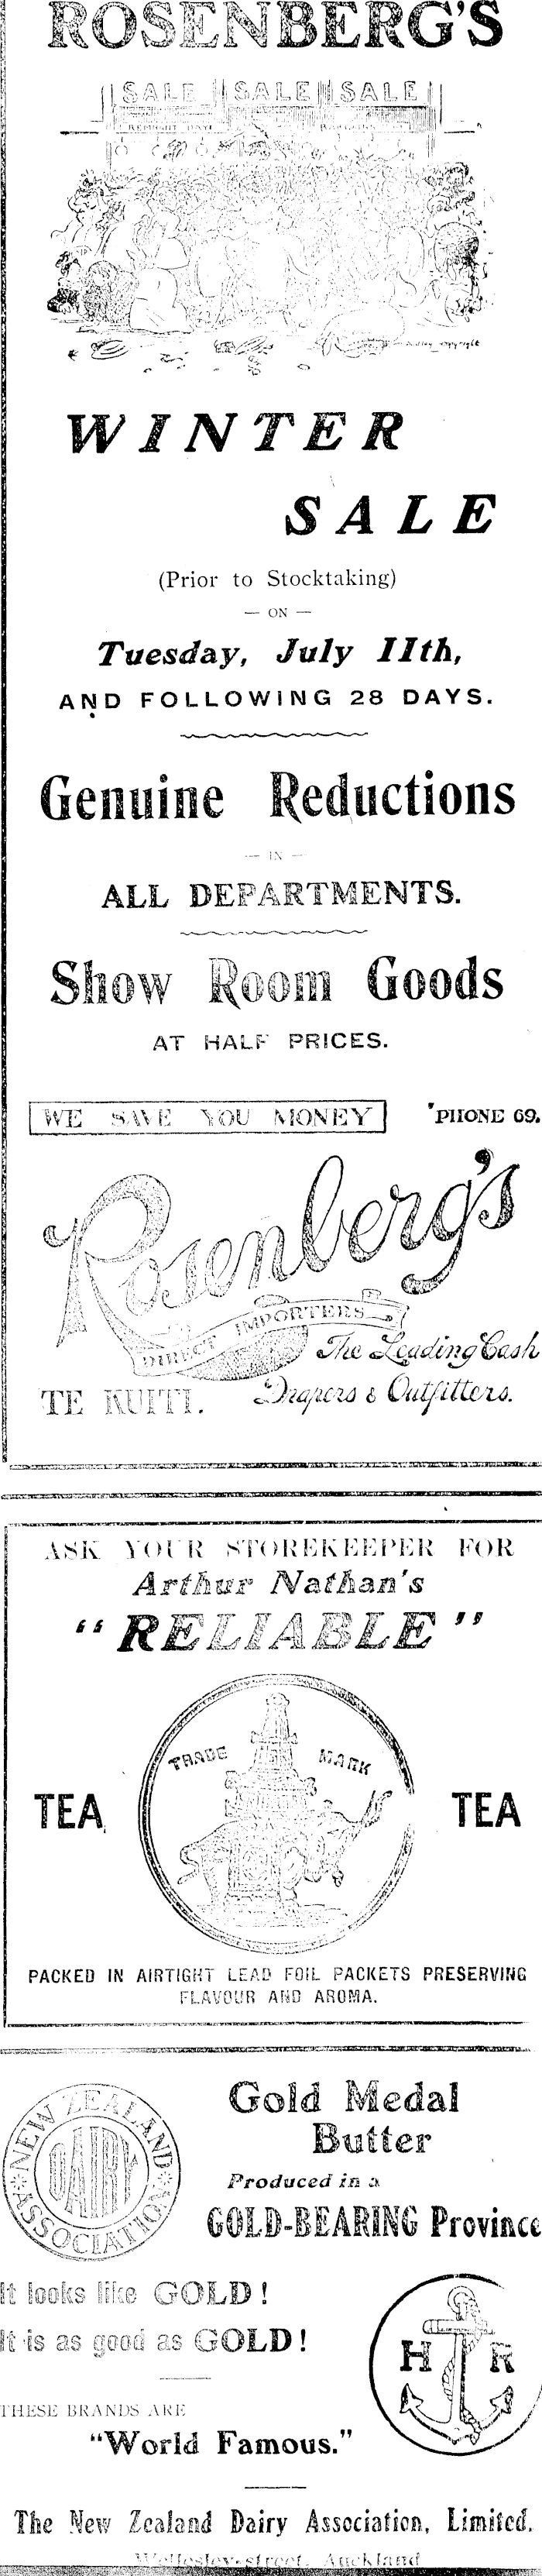 ROSENBERG'S
SALE SALE SALE
WINTER
SALE
(Prior to Stocktaking)
— ON —
Tuesday, July 11th,
AND FOLLOWING 28 DAYS.
Genuine Reductions
— IN —
ALL DEPARTMENTS.
Show Room Goods
AT HALF PRICES.
WE SAVE YOU MONEY
'PHONE 69.
Rosenberg's
DIRECT IMPORTERS
The Leading Cash
TE KUITI.
Drapers & Outfitters.
ASK YOUR STOREKEEPER FOR
Arthur Nathan's
"RELIABLE"
TRADE MARK
TEA
TEA
PACKED IN AIRTIGHT LEAD FOIL PACKETS PRESERVING
FLAVOUR AND AROMA.
NEW ZEALAND
DAIRY
ASSOCIATION
Gold Medal
Butter
Produced in a
GOLD-BEARING Province
It looks like GOLD!
It is as good as GOLD!
H R
THESE BRANDS ARE
"World Famous."
The New Zealand Dairy Association, Limited.
Wellesley-street, Auckland